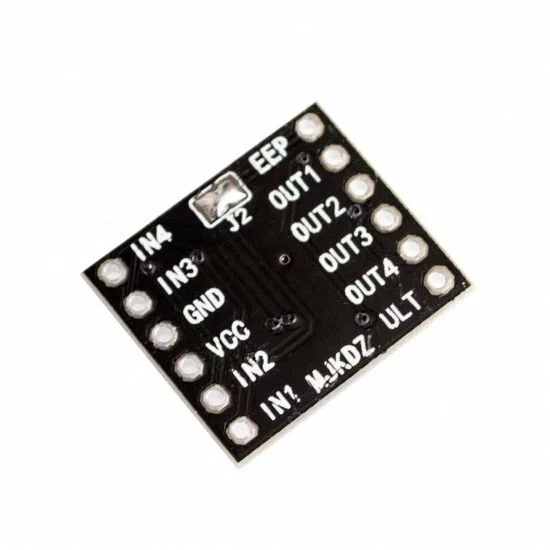 EEP
OUT1
OUT2
OUT3
OUT4
ULT
J2
IN4
IN3
GND
VCC
IN2
IN1
MJKDZ